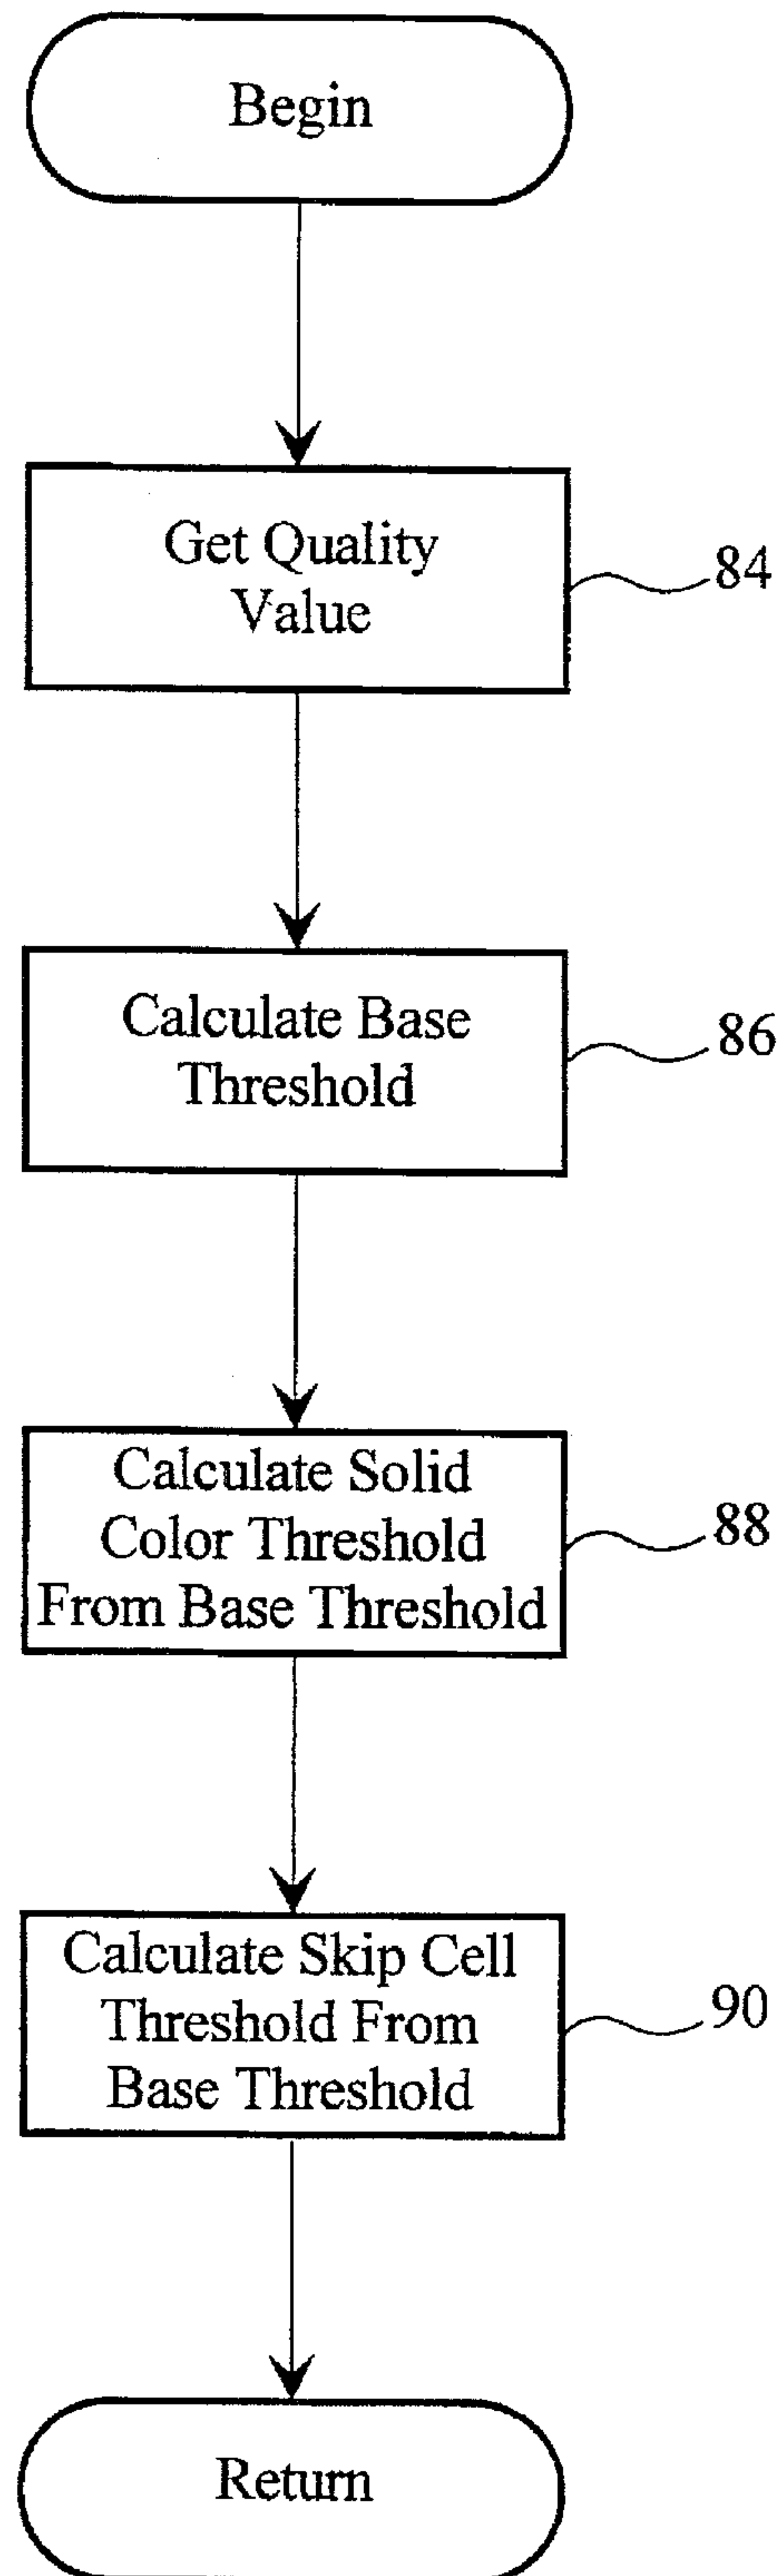 Begin
Get Quality
Value
84
Calculate Base
Threshold
86
Calculate Solid
Color Threshold
From Base Threshold
88
Calculate Skip Cell
Threshold From
Base Threshold
90
Return